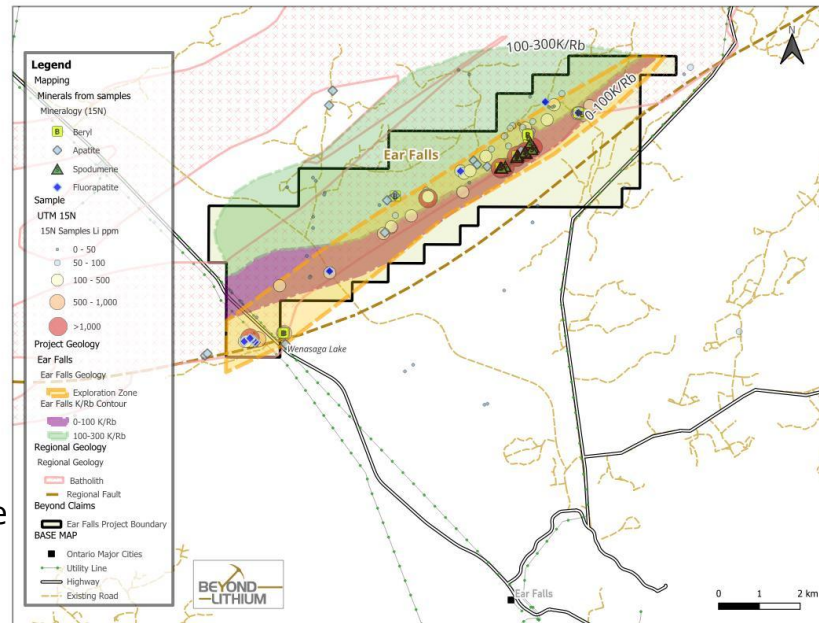 Legend
Mapping
Minerals from samples
Mineralogy (15N)
B Beryl
Apatite
Spodumene
Fluorapatite
Sample
UTM 15N
15N Samples Li ppm
0 - 50
50 - 100
100 - 500
500 - 1,000
>1,000
Project Geology
Ear Falls
Ear Falls Geology
Exploration Zone
Ear Falls K/Rb Contour
0-100 K/Rb
100-300 K/Rb
Regional Geology
Regional Geology
Batholith
Regional Fault
Beyond Claims
Ear Falls Project Boundary
BASE MAP
Ontario Major Cities
Utility Line
Highway
Existing Road
e
100-300K/Rb
0-100K/Rb
N
Ear Falls
B
B
Wenasaga Lake
BEYOND
LITHIUM
Ear Falls
0 1 2 km